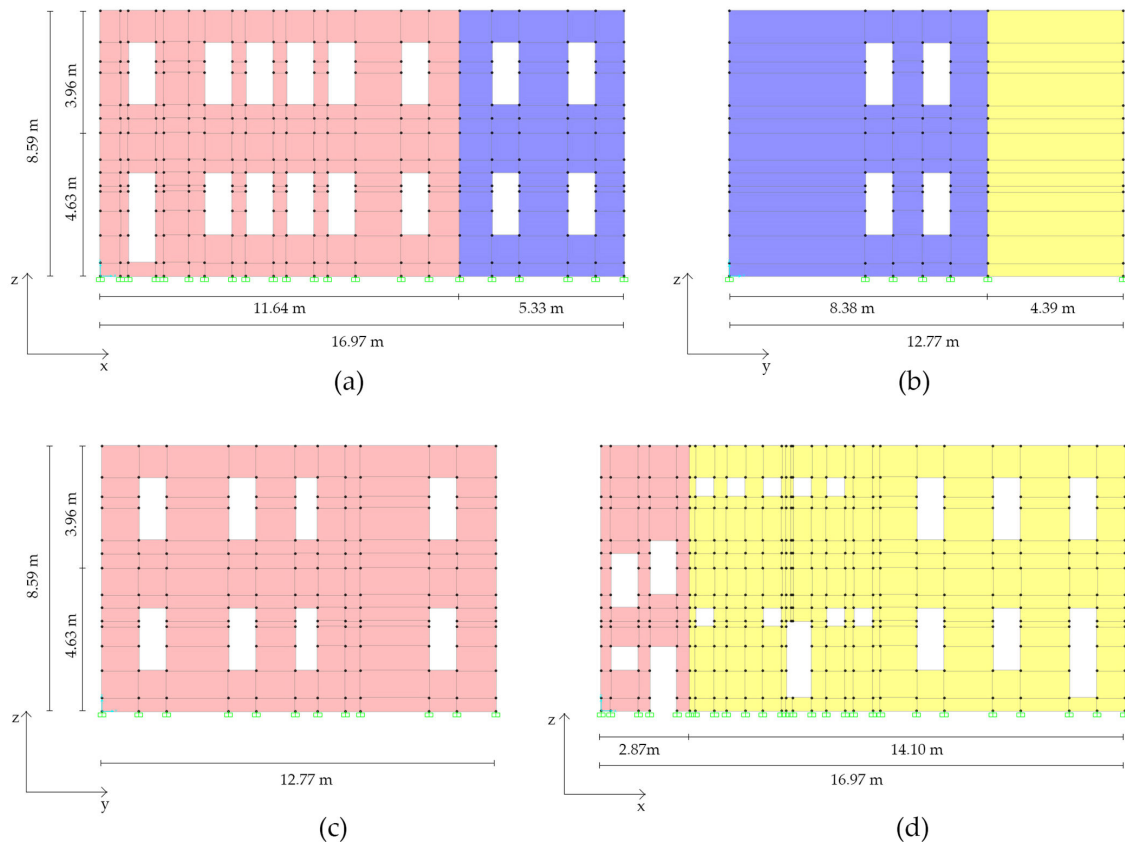 8.59 m
3.96 m
4.63 m
z
x
11.64 m
5.33 m
16.97 m
(a)
z
y
8.38 m
4.39 m
12.77 m
(b)
8.59 m
3.96 m
4.63 m
z
y
12.77 m
(c)
z
x
2.87m
14.10 m
16.97 m
(d)